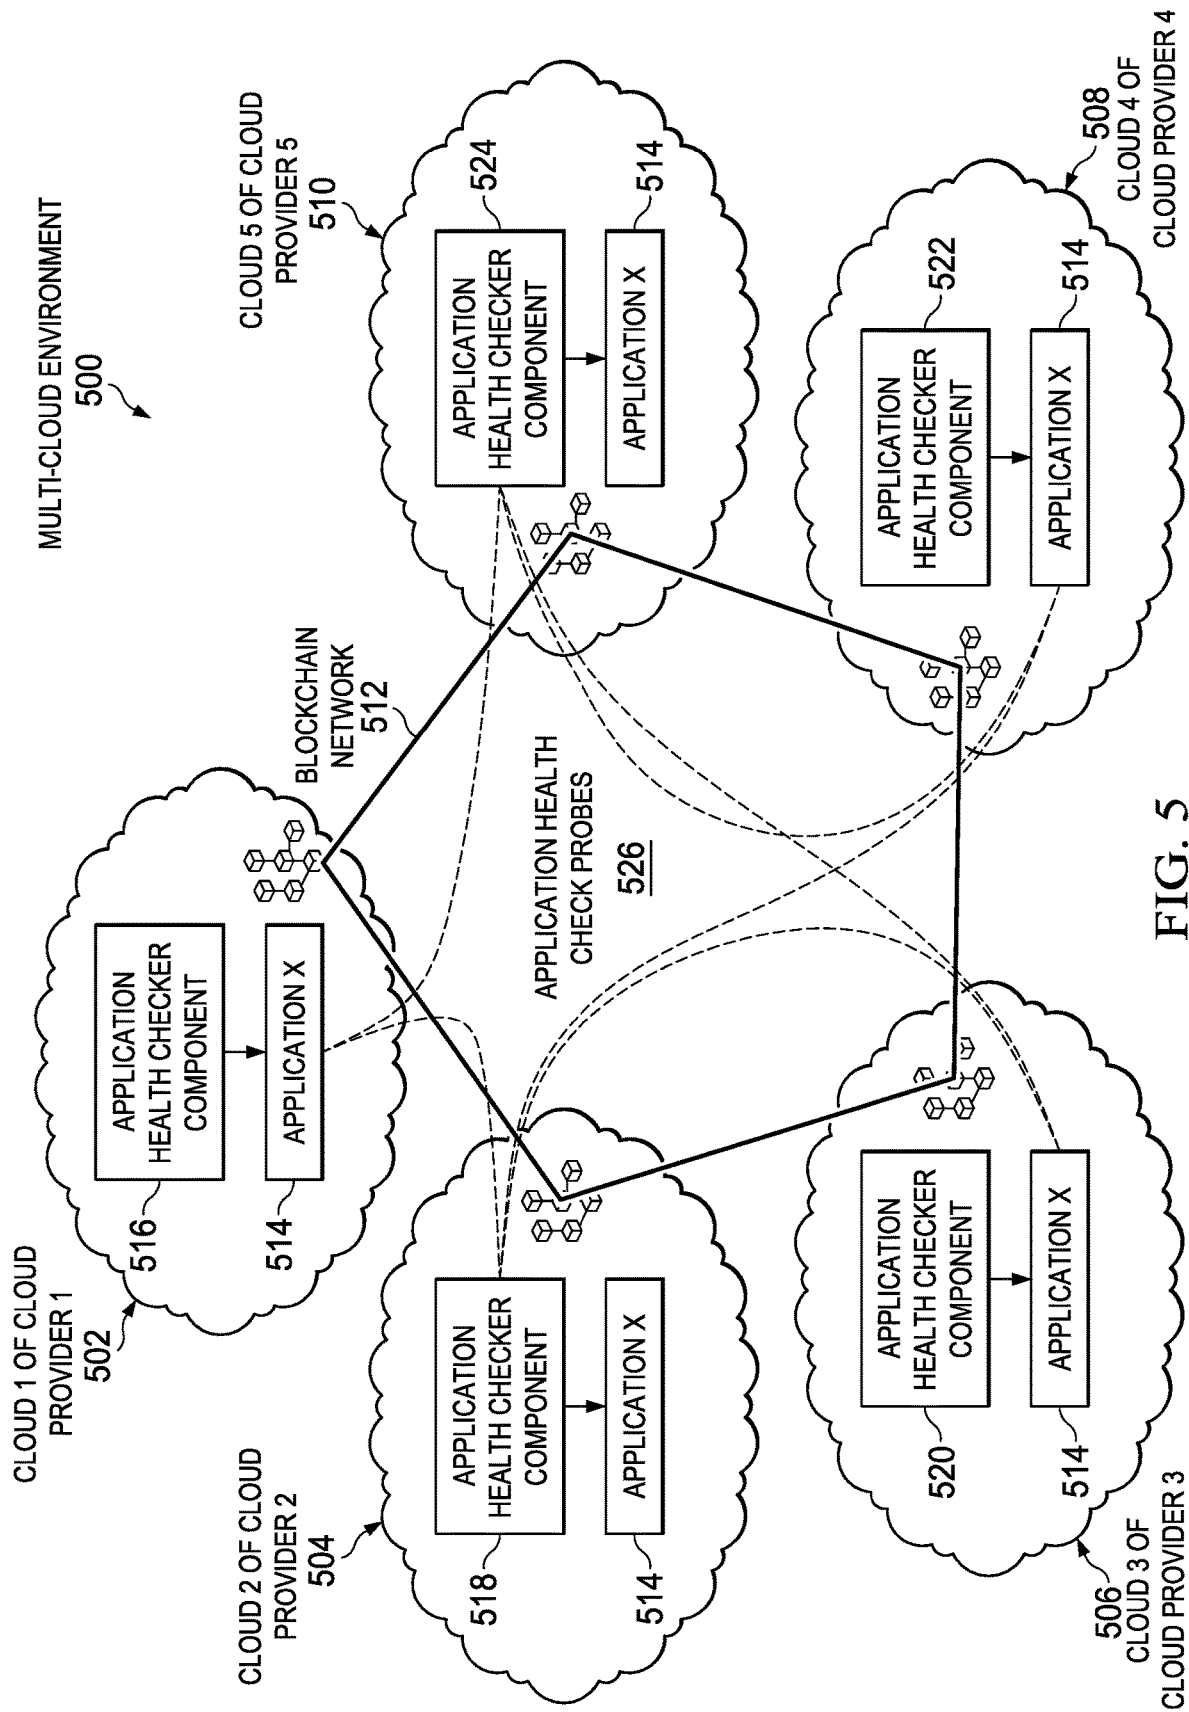 MULTI-CLOUD ENVIRONMENT
500
CLOUD 1 OF CLOUD
PROVIDER 1
502
APPLICATION
HEALTH CHECKER
COMPONENT
516
APPLICATION X
514
BLOCKCHAIN
NETWORK
512
CLOUD 2 OF CLOUD
PROVIDER 2
504
APPLICATION
HEALTH CHECKER
COMPONENT
518
APPLICATION X
514
APPLICATION HEALTH
CHECK PROBES
526
CLOUD 5 OF CLOUD
PROVIDER 5
510
APPLICATION
HEALTH CHECKER
COMPONENT
524
APPLICATION X
514
APPLICATION
HEALTH CHECKER
COMPONENT
520
APPLICATION X
514
506
CLOUD 3 OF
CLOUD PROVIDER 3
APPLICATION
HEALTH CHECKER
COMPONENT
522
APPLICATION X
514
508
CLOUD 4 OF
CLOUD PROVIDER 4
FIG. 5